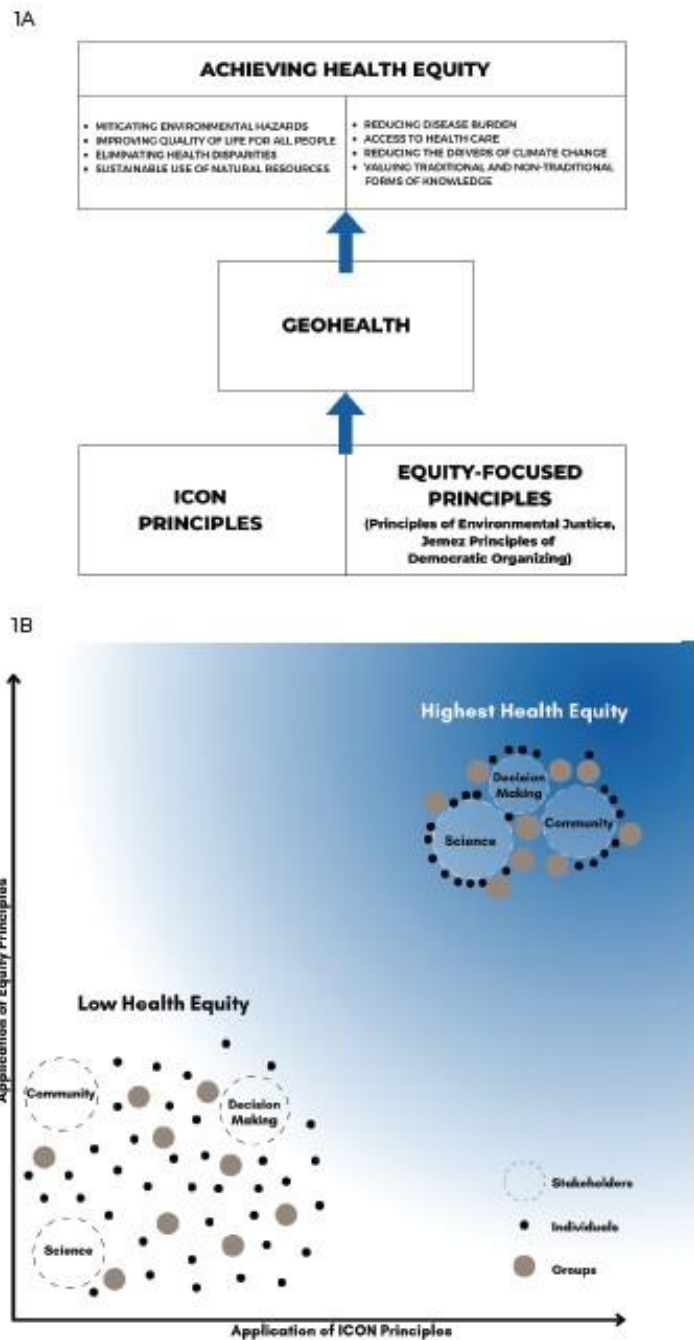 1A
ACHIEVING HEALTH EQUITY
• MITIGATING ENVIRONMENTAL HAZARDS
• IMPROVING QUALITY OF LIFE FOR ALL PEOPLE
• ELIMINATING HEALTH DISPARITIES
• SUSTAINABLE USE OF NATURAL RESOURCES
• REDUCING DISEASE BURDEN
• ACCESS TO HEALTH CARE
• REDUCING THE DRIVERS OF CLIMATE CHANGE
• VALUING TRADITIONAL AND NON-TRADITIONAL
FORMS OF KNOWLEDGE
GEOHEALTH
ICON
PRINCIPLES
EQUITY-FOCUSED
PRINCIPLES
(Principles of Environmental Justice,
Jemez Principles of
Democratic Organizing)
1B
Application of Equity Principles
Highest Health Equity
Decision
Making
Science
Community
Low Health Equity
Community
Decision
Making
Science
Stakeholders
Individuals
Groups
Application of ICON Principles